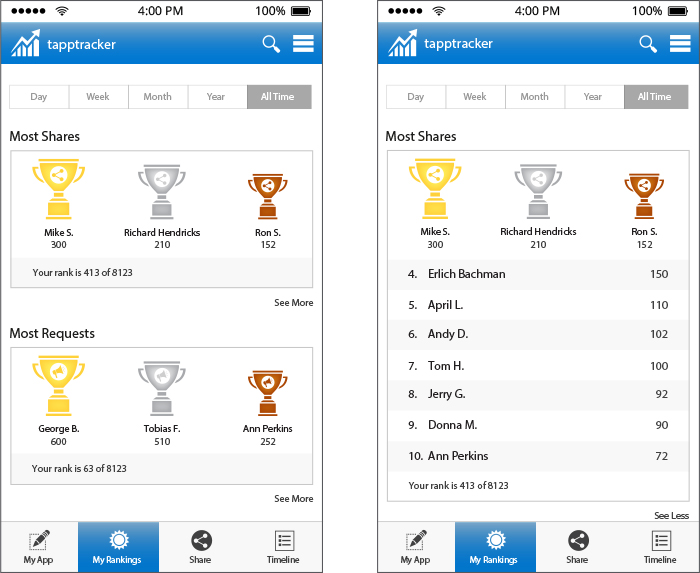 4:00 PM 100%
tapptracker
Day Week Month Year All Time
Most Shares
Mike S. Richard Hendricks Ron S.
300 210 152
Your rank is 413 of 8123
See More
Most Requests
George B. Tobias F. Ann Perkins
600 510 252
Your rank is 63 of 8123
See More
My App My Rankings Share Timeline
4:00 PM 100%
tapptracker
Day Week Month Year All Time
Most Shares
Mike S. Richard Hendricks Ron S.
300 210 152
4. Erlich Bachman 150
5. April L. 110
6. Andy D. 102
7. Tom H. 100
8. Jerry G. 92
9. Donna M. 90
10. Ann Perkins 72
Your rank is 413 of 8123
See Less
My App My Rankings Share Timeline